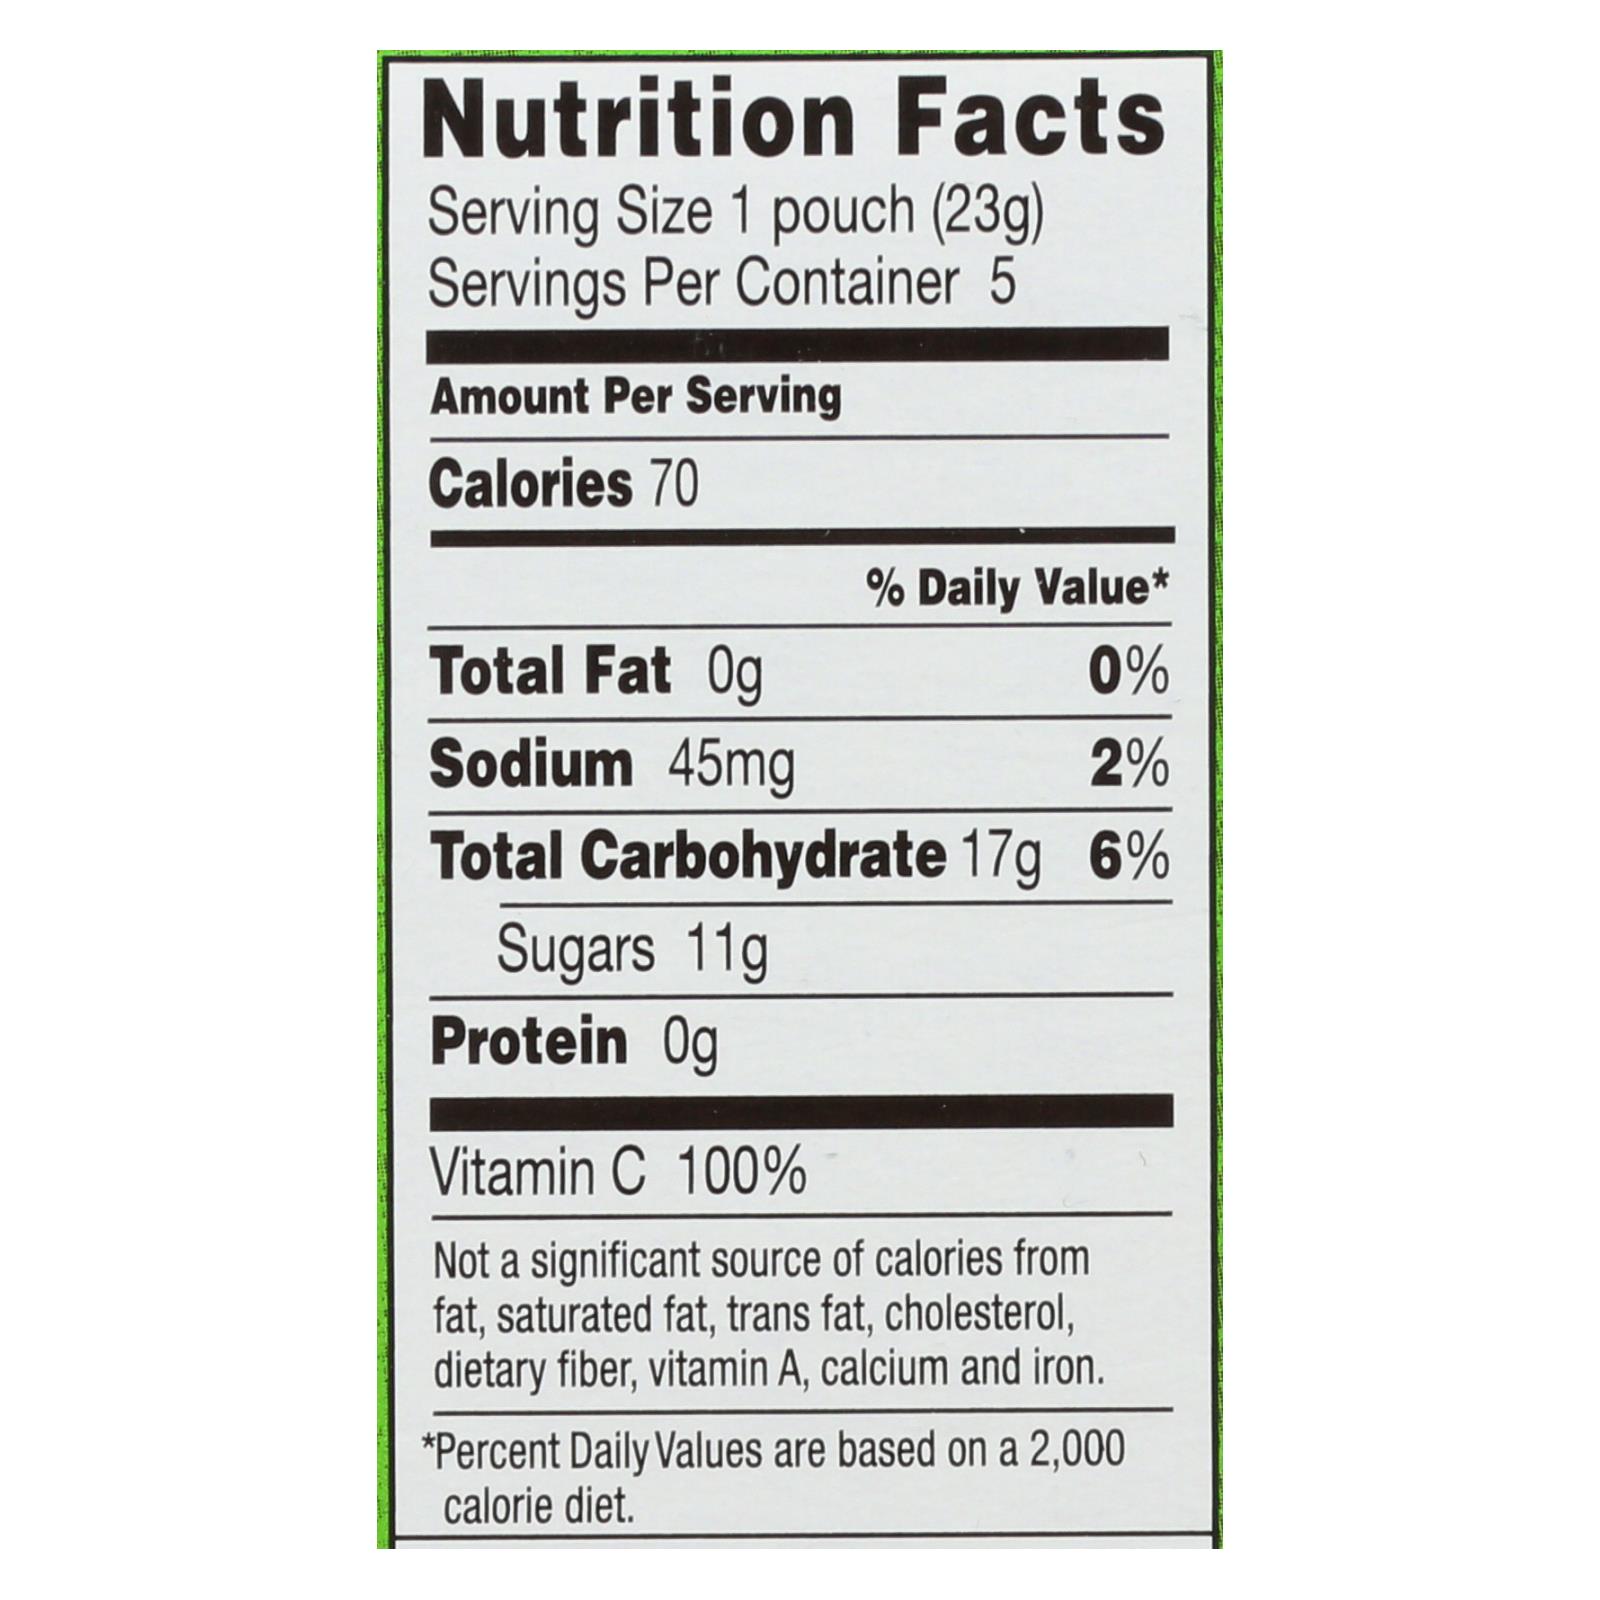 Nutrition Facts
Serving Size 1 pouch (23g)
Servings Per Container 5
Amount Per Serving
Calories 70
% Daily Value*
Total Fat 0g 0%
Sodium 45mg 2%
Total Carbohydrate 17g 6%
Sugars 11g
Protein 0g
Vitamin C 100%
Not a significant source of calories from
fat, saturated fat, trans fat, cholesterol,
dietary fiber, vitamin A, calcium and iron.
*Percent Daily Values are based on a 2,000
calorie diet.